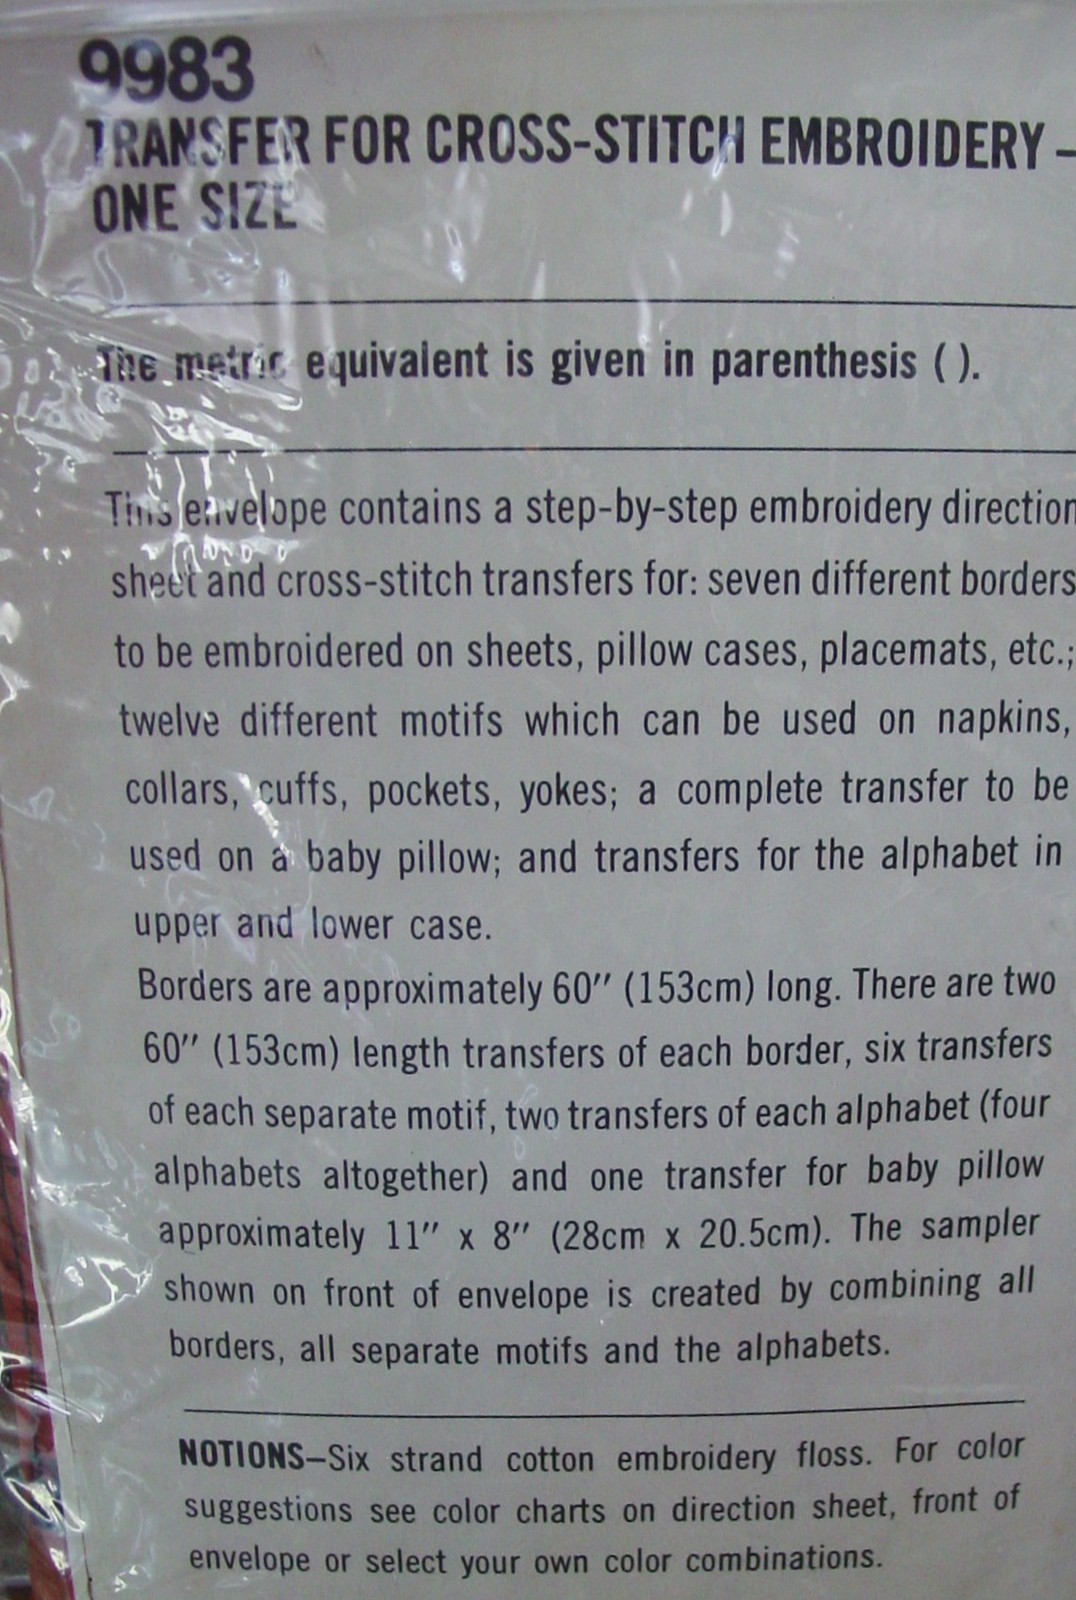 9983
TRANSFER FOR CROSS-STITCH EMBROIDERY –
ONE SIZE
The metric equivalent is given in parenthesis ( ).
This envelope contains a step-by-step embroidery direction
sheet and cross-stitch transfers for: seven different borders
to be embroidered on sheets, pillow cases, placemats, etc.;
twelve different motifs which can be used on napkins,
collars, cuffs, pockets, yokes; a complete transfer to be
used on a baby pillow; and transfers for the alphabet in
upper and lower case.
Borders are approximately 60″ (153cm) long. There are two
60″ (153cm) length transfers of each border, six transfers
of each separate motif, two transfers of each alphabet (four
alphabets altogether) and one transfer for baby pillow
approximately 11″ x 8″ (28cm x 20.5cm). The sampler
shown on front of envelope is created by combining all
borders, all separate motifs and the alphabets.
NOTIONS–Six strand cotton embroidery floss. For color
suggestions see color charts on direction sheet, front of
envelope or select your own color combinations.